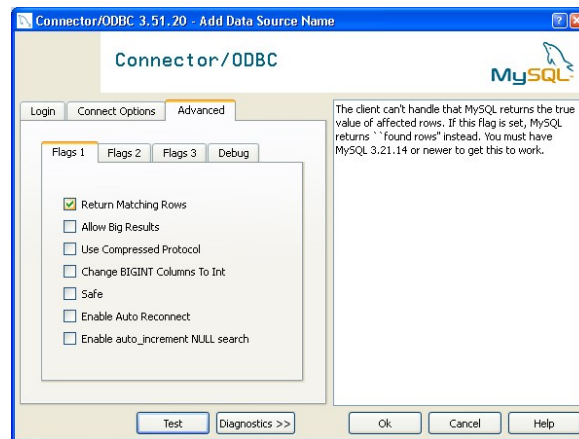 Connector/ODBC 3.51.20 - Add Data Source Name
Connector/ODBC
MySQL
Login
Connect Options
Advanced
Flags 1
Flags 2
Flags 3
Debug
Return Matching Rows
Allow Big Results
Use Compressed Protocol
Change BIGINT Columns To Int
Safe
Enable Auto Reconnect
Enable auto_increment NULL search
The client can't handle that MySQL returns the true
value of affected rows. If this flag is set, MySQL
returns ``found rows'' instead. You must have
MySQL 3.21.14 or newer to get this to work.
Test
Diagnostics >>
Ok
Cancel
Help